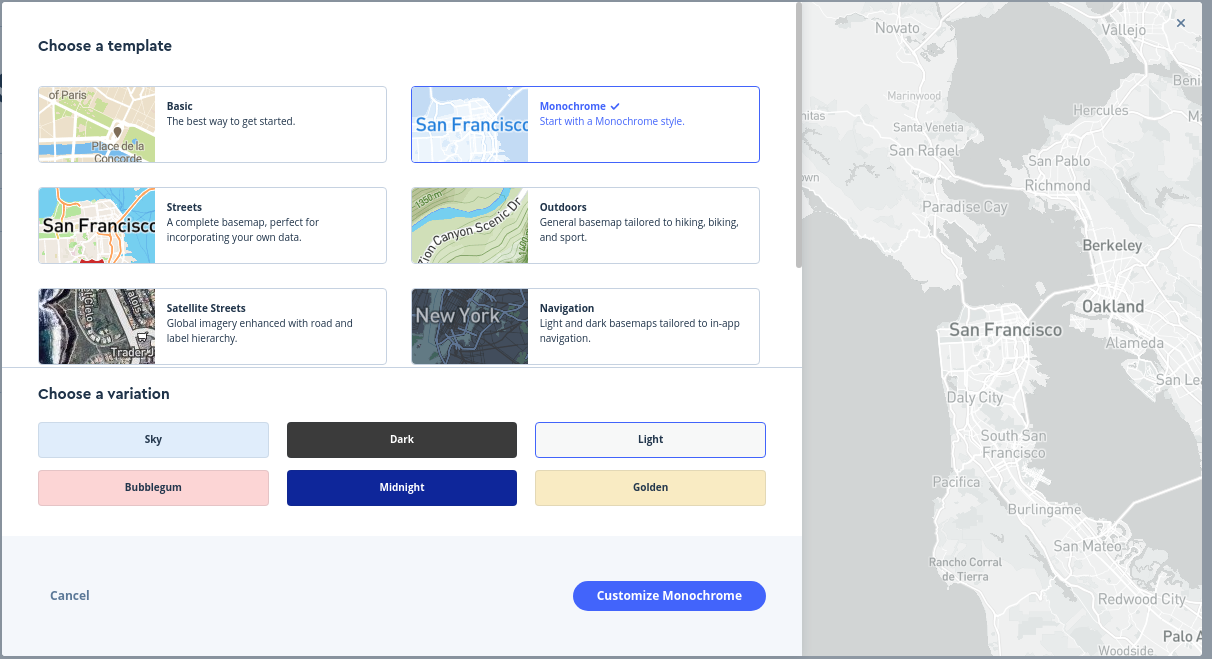 Choose a template
of Paris
Place de la
Concorde
Basic
The best way to get started.
San Francisco
Monochrome
Start with a Monochrome style.
San Francisco
Streets
A complete basemap, perfect for
incorporating your own data.
1350 m
Zion Canyon Scenic Dr
1400
Outdoors
General basemap tailored to hiking, biking,
and sport.
Trader J
Satellite Streets
Global imagery enhanced with road and
label hierarchy.
New York
Navigation
Light and dark basemaps tailored to in-app
navigation.
Choose a variation
Sky
Dark
Light
Bubblegum
Midnight
Golden
Cancel
Customize Monochrome
Novato
Vallejo
Beni
Marinwood
Hercules
Ma
nitas
Santa Venetia
San Rafael
San Pablo
own
Richmond
Paradise Cay
Berkeley
Oakland
San Francisco
Alameda
San Le
Daly City
South San
Francisco
Pacifica
Burlingame
San Mateo
Rancho Corral
de Tierra
Redwood City
Palo A
Woodside